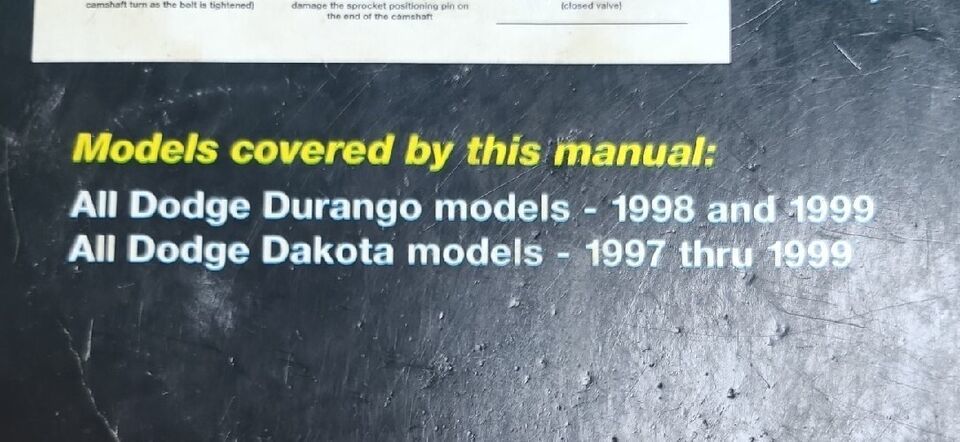 camshaft turn as the bolt is tightened)
damage the sprocket positioning pin on
the end of the camshaft
(closed valve)
Models covered by this manual:
All Dodge Durango models - 1998 and 1999
All Dodge Dakota models - 1997 thru 1999